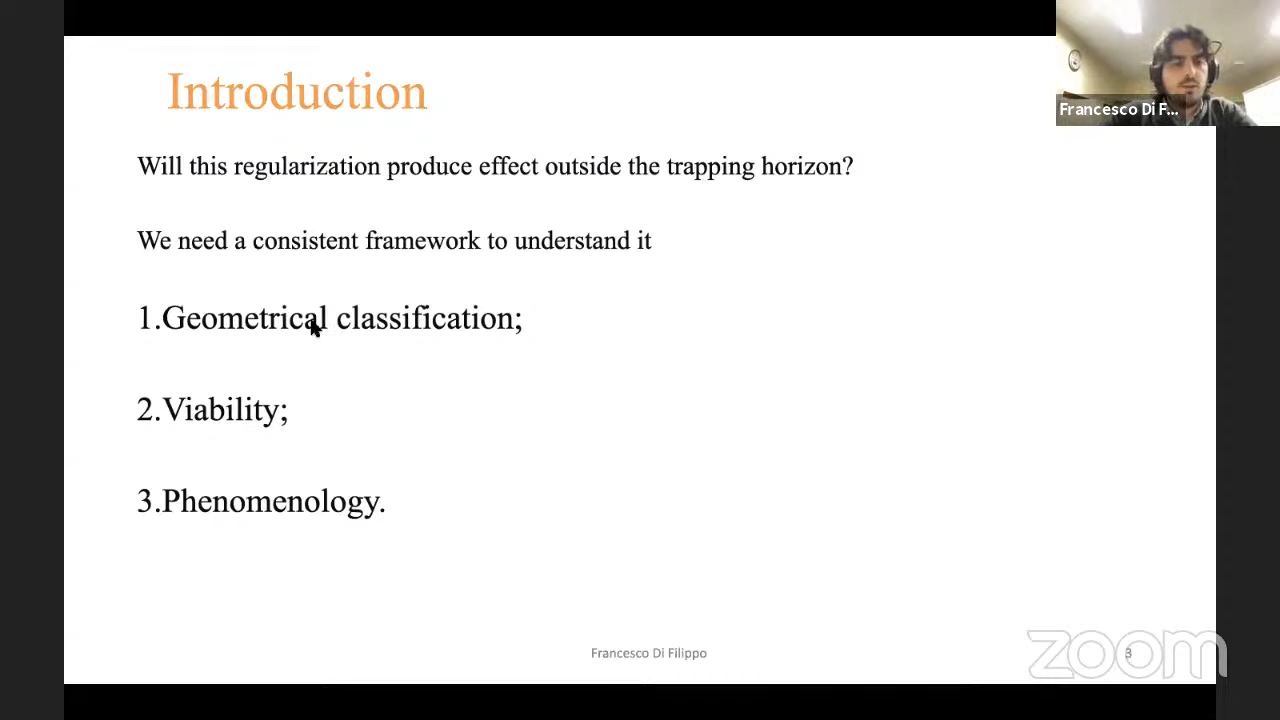 Introduction
Francesco Di F...
Will this regularization produce effect outside the trapping horizon?
We need a consistent framework to understand it
1.Geometrical classification;
2.Viability;
3.Phenomenology.
Francesco Di Filippo
3
zoom